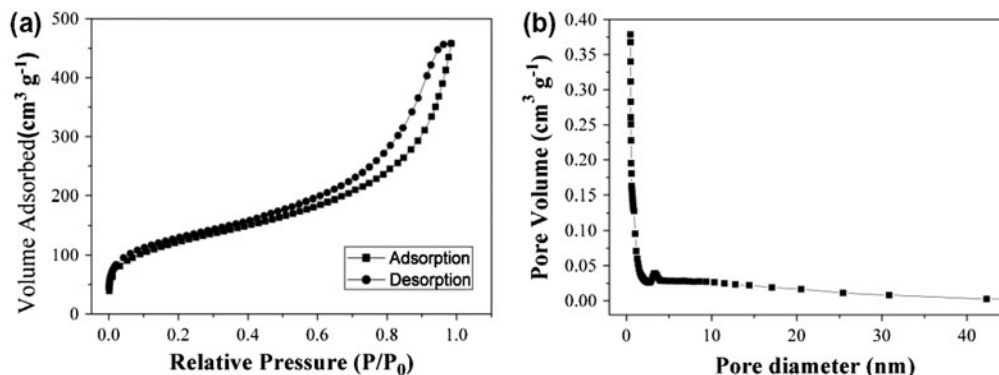 (a)
Volume Adsorbed(cm³ g⁻¹)
500
400
300
200
100
0
Adsorption
Desorption
0.0 0.2 0.4 0.6 0.8 1.0
Relative Pressure (P/P₀)
(b)
Pore Volume (cm³ g⁻¹)
0.40
0.35
0.30
0.25
0.20
0.15
0.10
0.05
0.00
0 10 20 30 40
Pore diameter (nm)